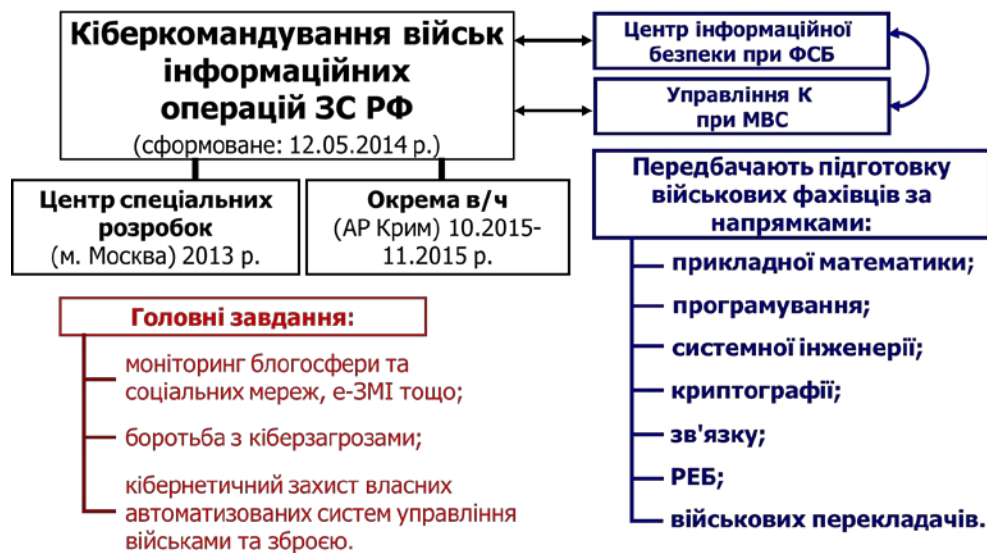 Кіберкомандування військ
інформаційних
операцій ЗС РФ
(сформоване: 12.05.2014 р.)
Центр інформаційної
безпеки при ФСБ
Управління К
при МВС
Центр спеціальних
розробок
(м. Москва) 2013 р.
Окрема в/ч
(АР Крим) 10.2015-
11.2015 р.
Головні завдання:
моніторинг блогосфери та
соціальних мереж, е-ЗМІ тощо;
боротьба з кіберзагрозами;
кібернетичний захист власних
автоматизованих систем управління
військами та зброєю.
Передбачають підготовку
військових фахівців за
напрямками:
прикладної математики;
програмування;
системної інженерії;
криптографії;
зв'язку;
РЕБ;
військових перекладачів.